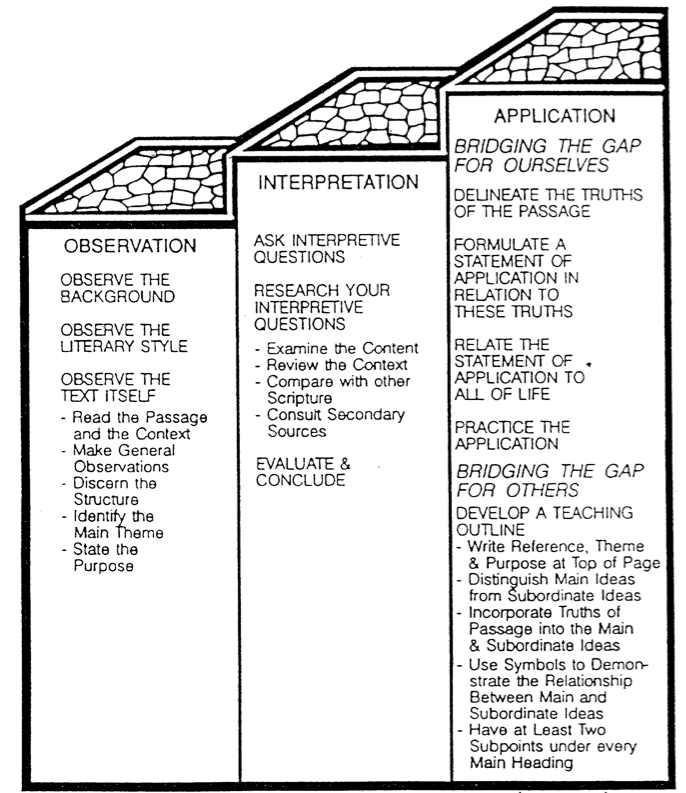 OBSERVATION
OBSERVE THE
BACKGROUND
OBSERVE THE
LITERARY STYLE
OBSERVE THE
TEXT ITSELF
- Read the Passage
and the Context
- Make General
Observations
- Discern the
Structure
- Identify the
Main Theme
- State the
Purpose
INTERPRETATION
ASK INTERPRETIVE
QUESTIONS
RESEARCH YOUR
INTERPRETIVE
QUESTIONS
- Examine the Content
- Review the Context
- Compare with other
Scripture
- Consult Secondary
Sources
EVALUATE &
CONCLUDE
APPLICATION
BRIDGING THE GAP
FOR OURSELVES
DELINEATE THE TRUTHS
OF THE PASSAGE
FORMULATE A
STATEMENT OF
APPLICATION IN
RELATION TO
THESE TRUTHS
RELATE THE
STATEMENT OF
APPLICATION TO
ALL OF LIFE
PRACTICE THE
APPLICATION
BRIDGING THE GAP
FOR OTHERS
DEVELOP A TEACHING
OUTLINE
- Write Reference, Theme
& Purpose at Top of Page
- Distinguish Main Ideas
from Subordinate Ideas
- Incorporate Truths of
Passage into the Main
& Subordinate Ideas
- Use Symbols to Demon-
strate the Relationship
Between Main and
Subordinate Ideas
- Have at Least Two
Subpoints under every
Main Heading